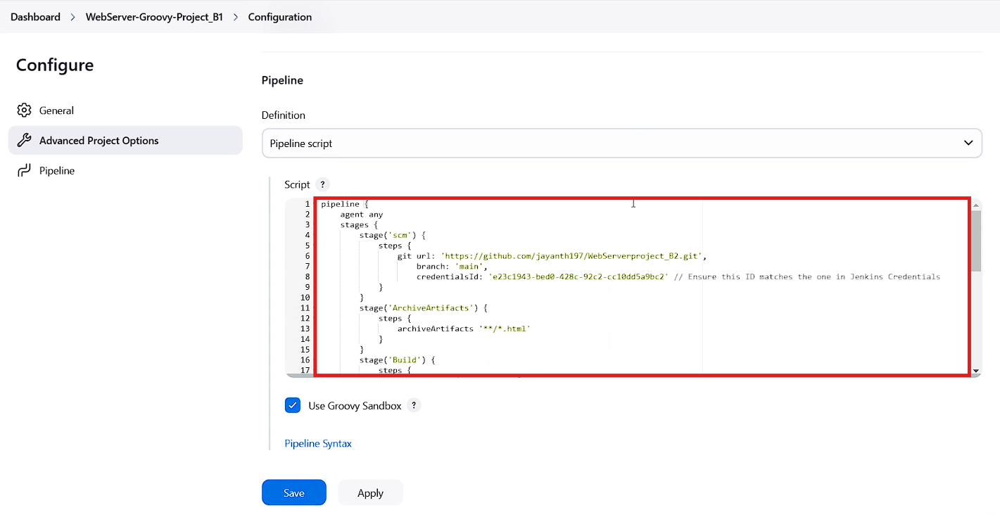 Dashboard > WebServer-Groovy-Project_B1 > Configuration
Configure
General
Advanced Project Options
Pipeline
Pipeline
Definition
Pipeline script
Script ?
1 pipeline {
2     agent any
3     stages {
4         stage('scm') {
5             steps {
6                 git url: 'https://github.com/jayanth197/WebServerproject_B2.git',
7                     branch: 'main',
8                     credentialsId: 'e23c1943-bed0-428c-92c2-cc10dd5a9bc2' // Ensure this ID matches the one in Jenkins Credentials
9             }
10         }
11         stage('ArchiveArtifacts') {
12             steps {
13                 archiveArtifacts '**/*.html'
14             }
15         }
16         stage('Build') {
17             steps {
Use Groovy Sandbox ?
Pipeline Syntax
Save
Apply